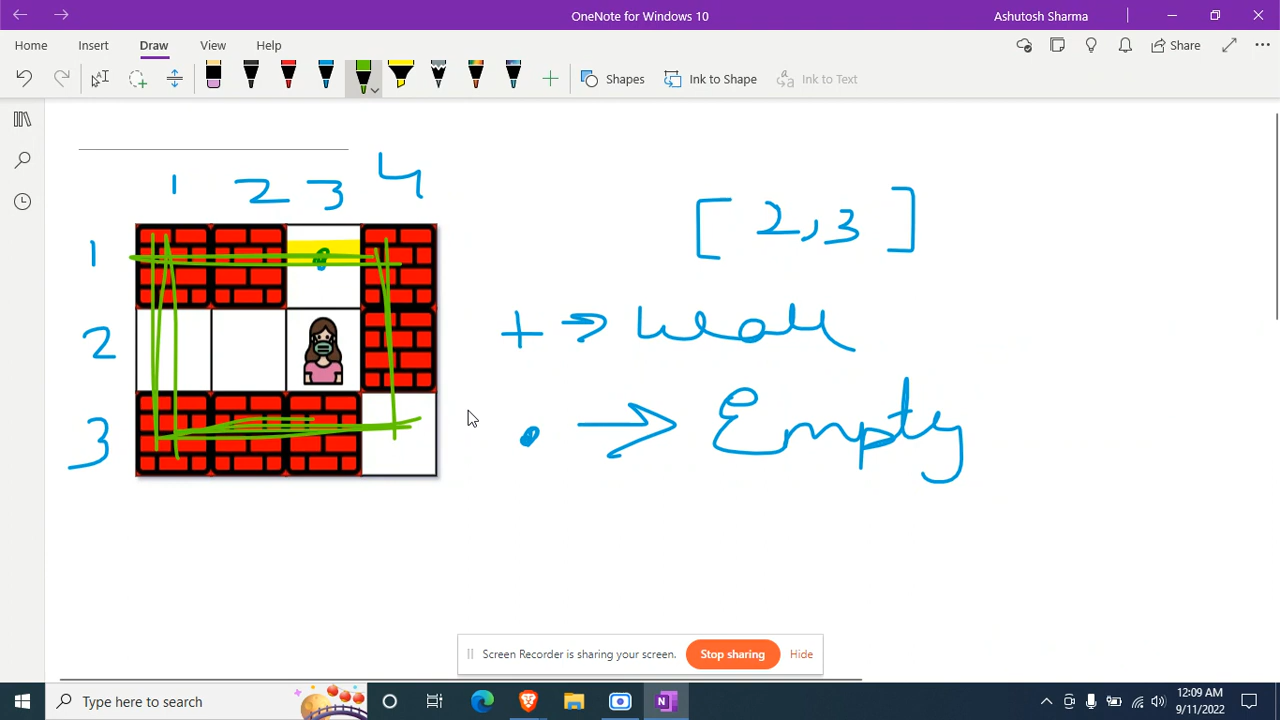 OneNote for Windows 10
Ashutosh Sharma
Home Insert Draw View Help
Share
Shapes
Ink to Shape
Ink to Text
1 2 3 4
1
2
3
[ 2,3 ]
+ → Wall
. → Empty
Screen Recorder is sharing your screen.
Stop sharing
Hide
Type here to search
12:09 AM
9/11/2022